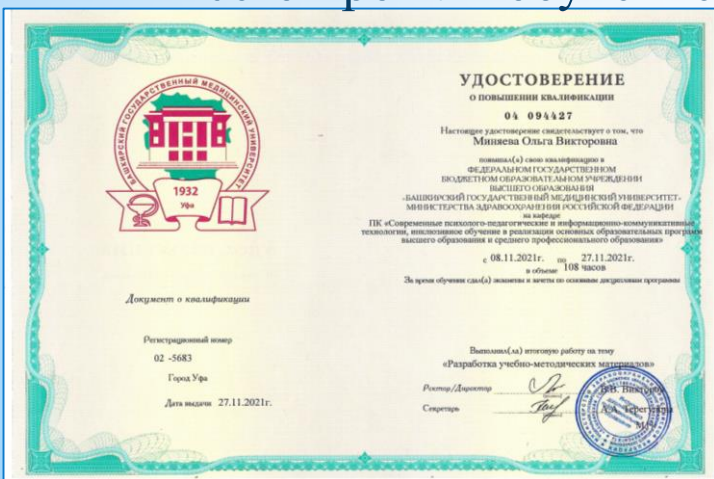 БАШКИРСКИЙ ГОСУДАРСТВЕННЫЙ МЕДИЦИНСКИЙ УНИВЕРСИТЕТ
1932
Уфа
Документ о квалификации
Регистрационный номер
02 -5683
Город Уфа
Дата выдачи 27.11.2021г.
УДОСТОВЕРЕНИЕ
О ПОВЫШЕНИИ КВАЛИФИКАЦИИ
04 094427
Настоящее удостоверение свидетельствует о том, что
Миняева Ольга Викторовна
повышал(а) свою квалификацию в
ФЕДЕРАЛЬНОМ ГОСУДАРСТВЕННОМ
БЮДЖЕТНОМ ОБРАЗОВАТЕЛЬНОМ УЧРЕЖДЕНИИ
ВЫСШЕГО ОБРАЗОВАНИЯ
«БАШКИРСКИЙ ГОСУДАРСТВЕННЫЙ МЕДИЦИНСКИЙ УНИВЕРСИТЕТ»
МИНИСТЕРСТВА ЗДРАВООХРАНЕНИЯ РОССИЙСКОЙ ФЕДЕРАЦИИ
на кафедре
ПК «Современные психолого-педагогические и информационно-коммуникативные
технологии, инклюзивное обучение в реализации основных образовательных программ
высшего образования и среднего профессионального образования»
с 08.11.2021г. по 27.11.2021г.
в объеме 108 часов
За время обучения сдал(а) экзамены и зачеты по основным дисциплинам программы
Выполнил(ла) итоговую работу на тему
«Разработка учебно-методических материалов»
Ректор/Директор
В.В. Викторов
Секретарь